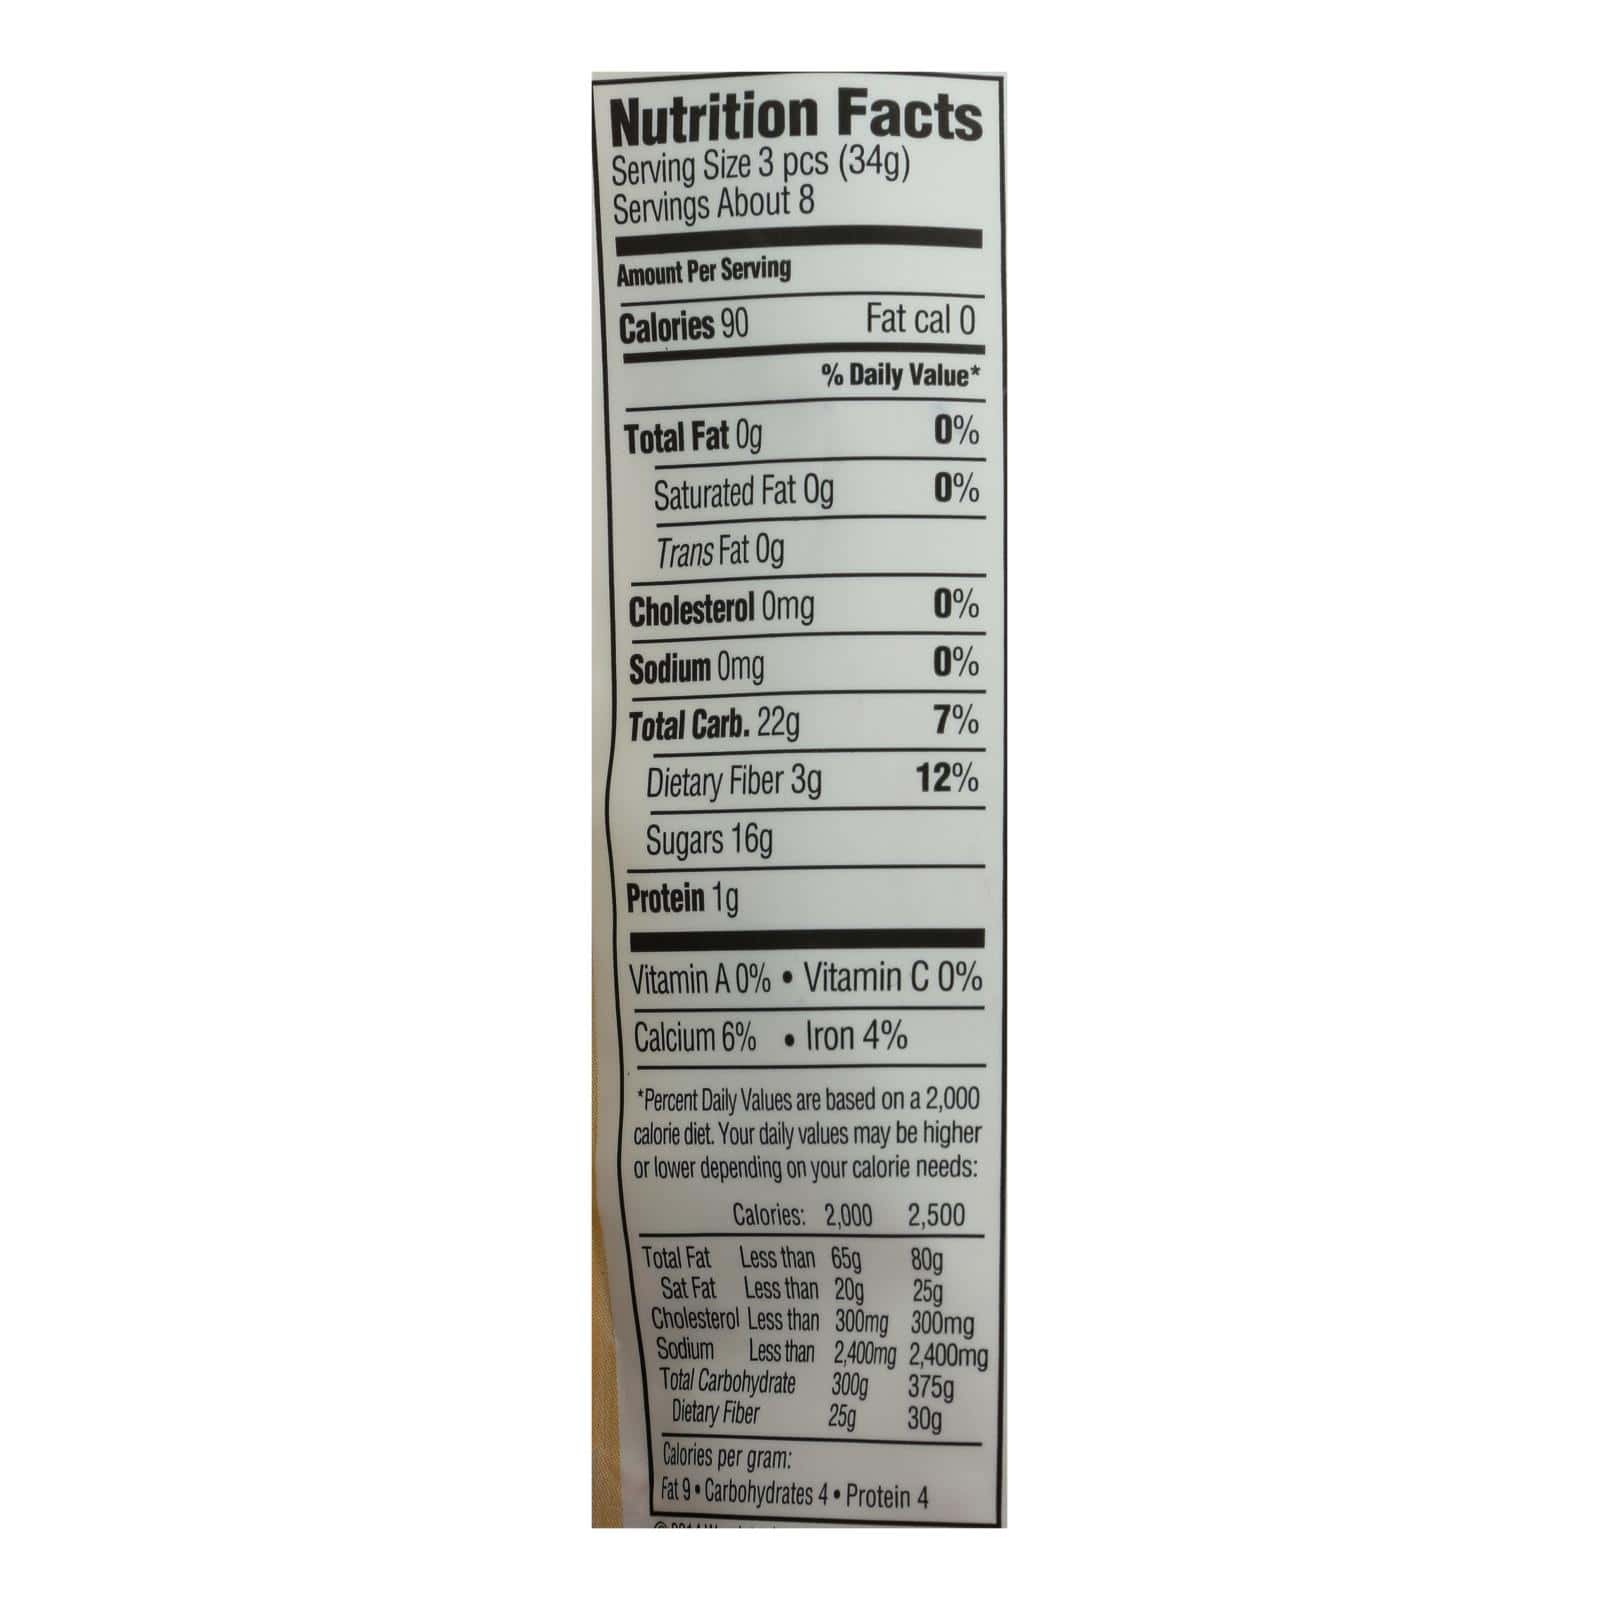 Nutrition Facts
Serving Size 3 pcs (34g)
Servings About 8
Amount Per Serving
Calories 90 Fat cal 0
% Daily Value*
Total Fat 0g 0%
Saturated Fat 0g 0%
Trans Fat 0g
Cholesterol 0mg 0%
Sodium 0mg 0%
Total Carb. 22g 7%
Dietary Fiber 3g 12%
Sugars 16g
Protein 1g
Vitamin A 0% • Vitamin C 0%
Calcium 6% • Iron 4%
*Percent Daily Values are based on a 2,000
calorie diet. Your daily values may be higher
or lower depending on your calorie needs:
Calories: 2,000 2,500
Total Fat Less than 65g 80g
Sat Fat Less than 20g 25g
Cholesterol Less than 300mg 300mg
Sodium Less than 2,400mg 2,400mg
Total Carbohydrate 300g 375g
Dietary Fiber 25g 30g
Calories per gram:
Fat 9 • Carbohydrates 4 • Protein 4